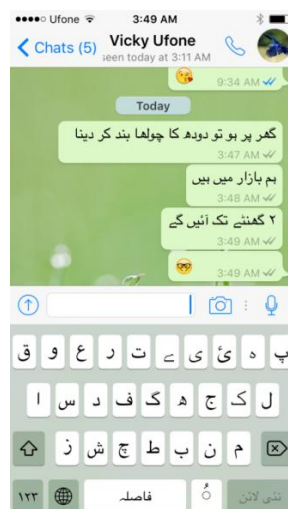 Ufone 3:49 AM
Chats (5) Vicky Ufone
seen today at 3:11 AM
9:34 AM
Today
گھر پر ہو تو دودھ کا چولھا بند کر دینا
3:47 AM
ہم بازار میں ہیں
3:48 AM
۲ گھنٹے تک آئیں گے
3:49 AM
3:49 AM
ق و ع ر ت ے ی ئ ہ پ
ا س د ف گ ھ ج ک ل
ز ش چ ط ب ن م
۱۲۳ فاصلہ نئی لائن